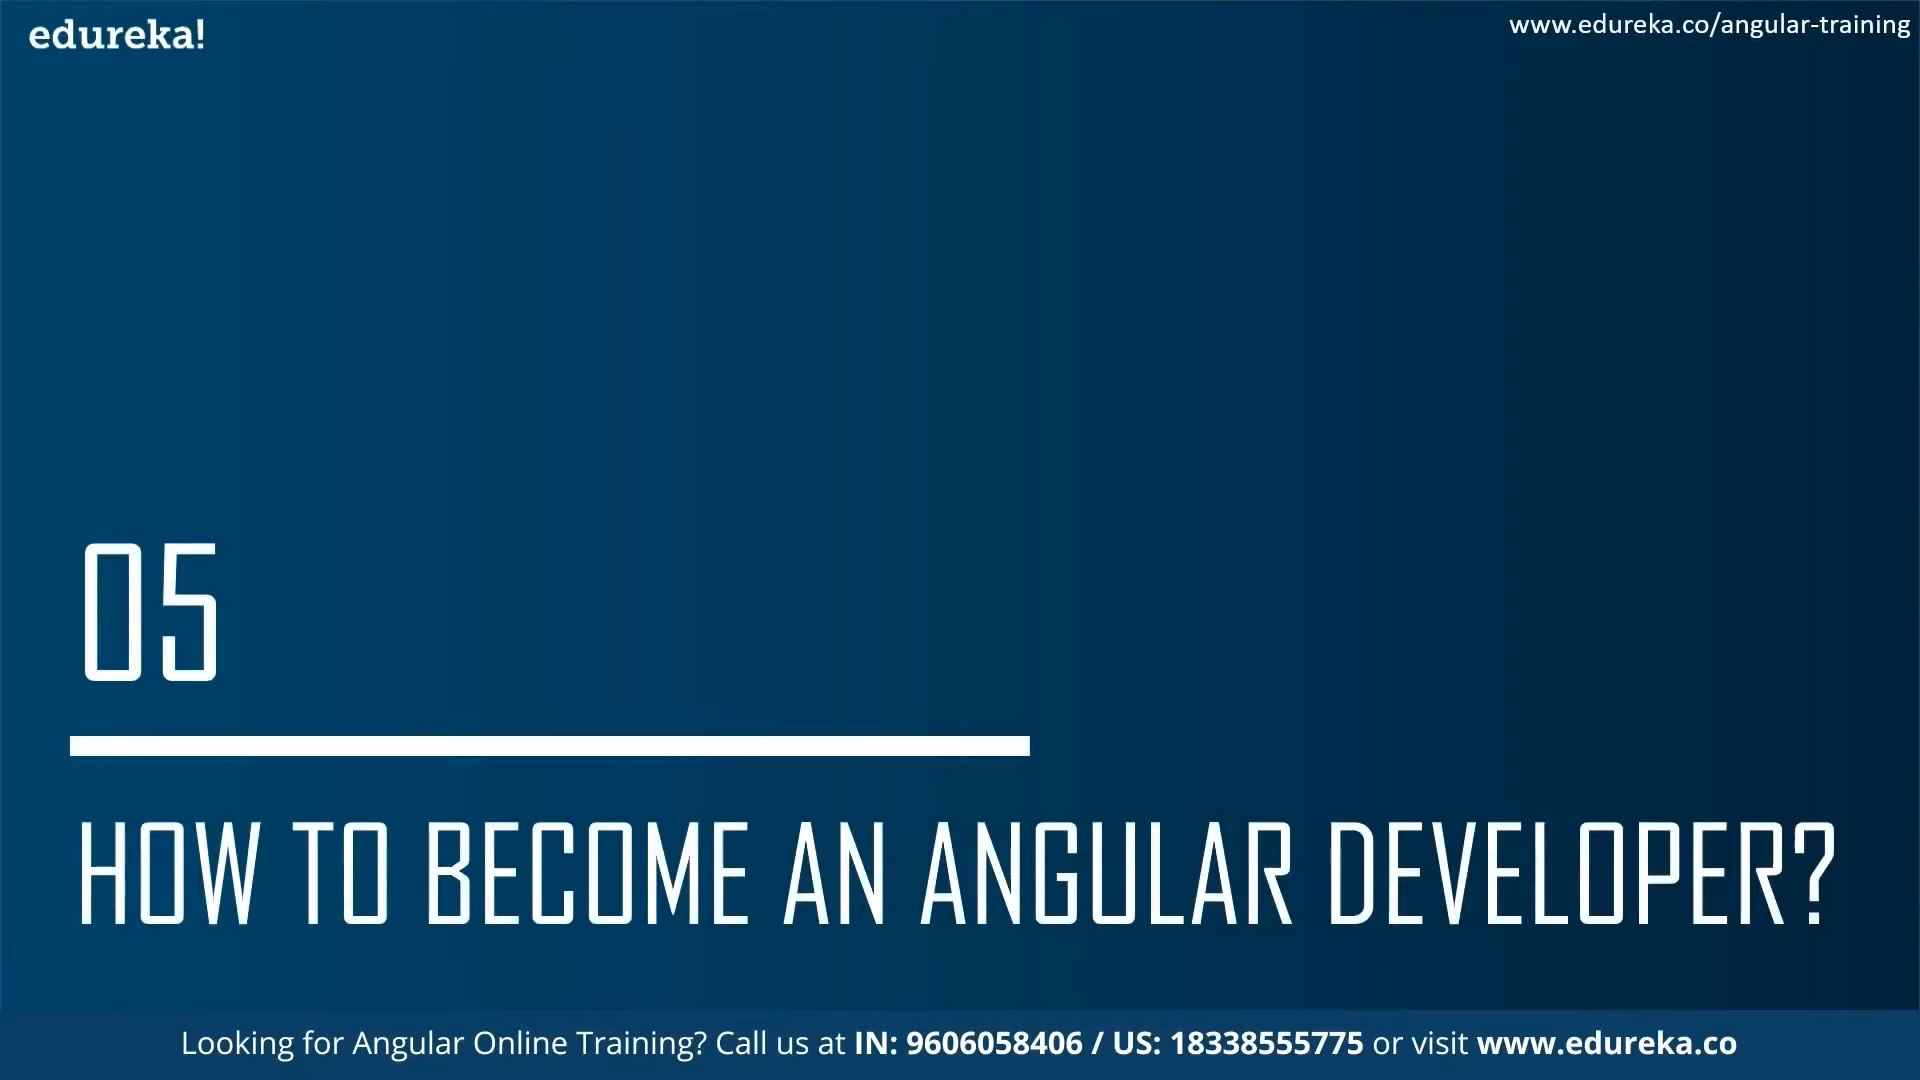 edureka!
www.edureka.co/angular-training
05
HOW TO BECOME AN ANGULAR DEVELOPER?
Looking for Angular Online Training? Call us at IN: 9606058406 / US: 18338555775 or visit www.edureka.co